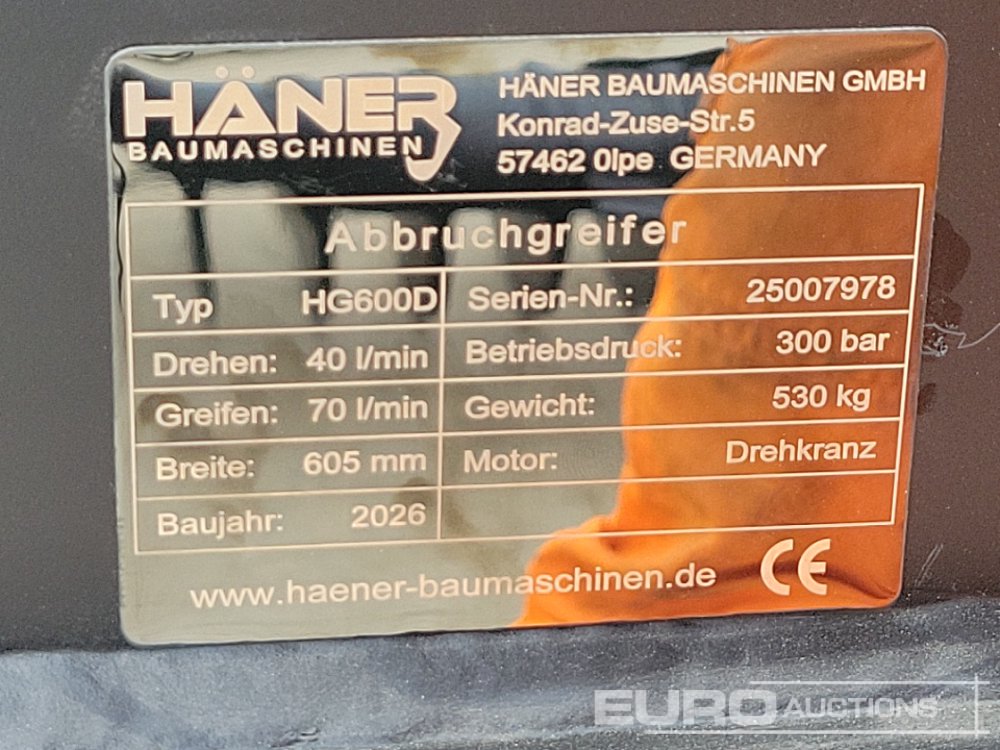 HÄNER
BAUMASCHINEN
HÄNER BAUMASCHINEN GMBH
Konrad-Zuse-Str.5
57462 Olpe GERMANY
Abbruchgreifer
Typ HG600D Serien-Nr.: 25007978
Drehen: 40 l/min Betriebsdruck: 300 bar
Greifen: 70 l/min Gewicht: 530 kg
Breite: 605 mm Motor: Drehkranz
Baujahr: 2026
www.haener-baumaschinen.de CE
EURO AUCTIONS